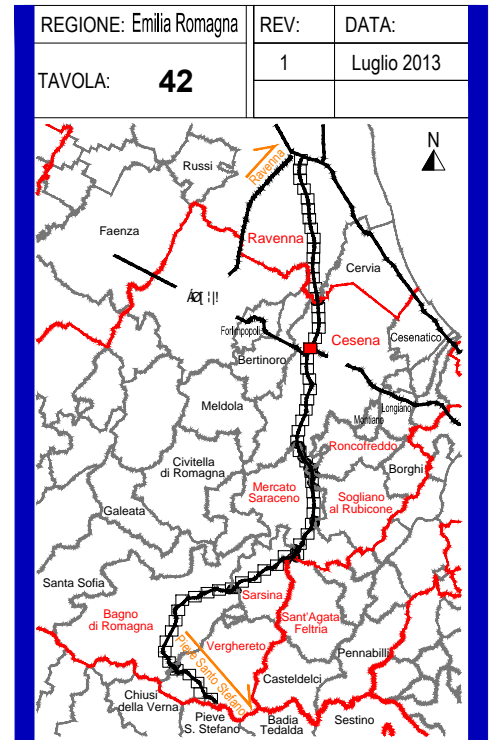 REGIONE: Emilia Romagna
REV:
DATA:
TAVOLA: 42
1
Luglio 2013
N
Russi
Ravenna
Faenza
Ravenna
Cervia
Forlimpopoli
Cesena
Cesenatico
Bertinoro
Meldola
Longiano
Montiano
Roncofreddo
Civitella
di Romagna
Borghi
Mercato
Saraceno
Sogliano
al Rubicone
Galeata
Santa Sofia
Sarsina
Bagno
di Romagna
Sant'Agata
Feltria
Verghereto
Pieve Santo Stefano
Pennabilli
Casteldelci
Chiusi
della Verna
Pieve
S. Stefano
Badia
Tedalda
Sestino